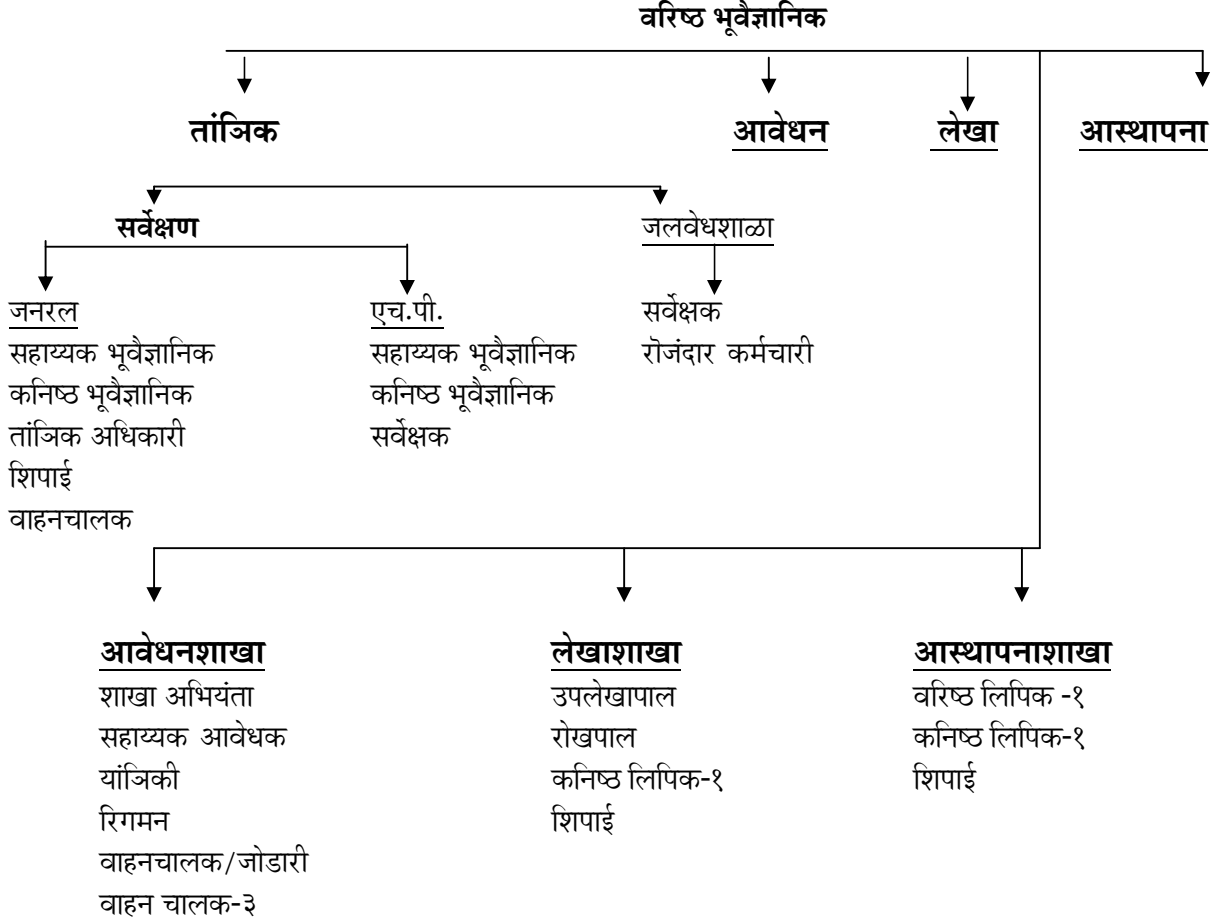 वरिष्ठ भूवैज्ञानिक
तांञिक आवेधन लेखा आस्थापना
सर्वेक्षण जलवेधशाळा
जनरल एच.पी. सर्वेक्षक
सहाय्यक भूवैज्ञानिक सहाय्यक भूवैज्ञानिक रोजंदार कर्मचारी
कनिष्ठ भूवैज्ञानिक कनिष्ठ भूवैज्ञानिक
तांञिक अधिकारी सर्वेक्षक
शिपाई
वाहनचालक
आवेधनशाखा लेखाशाखा आस्थापनाशाखा
शाखा अभियंता उपलेखापाल वरिष्ठ लिपिक -१
सहाय्यक आवेधक रोखपाल कनिष्ठ लिपिक-१
यांञिकी कनिष्ठ लिपिक-१ शिपाई
रिगमन शिपाई
वाहनचालक/जोडारी
वाहन चालक-३